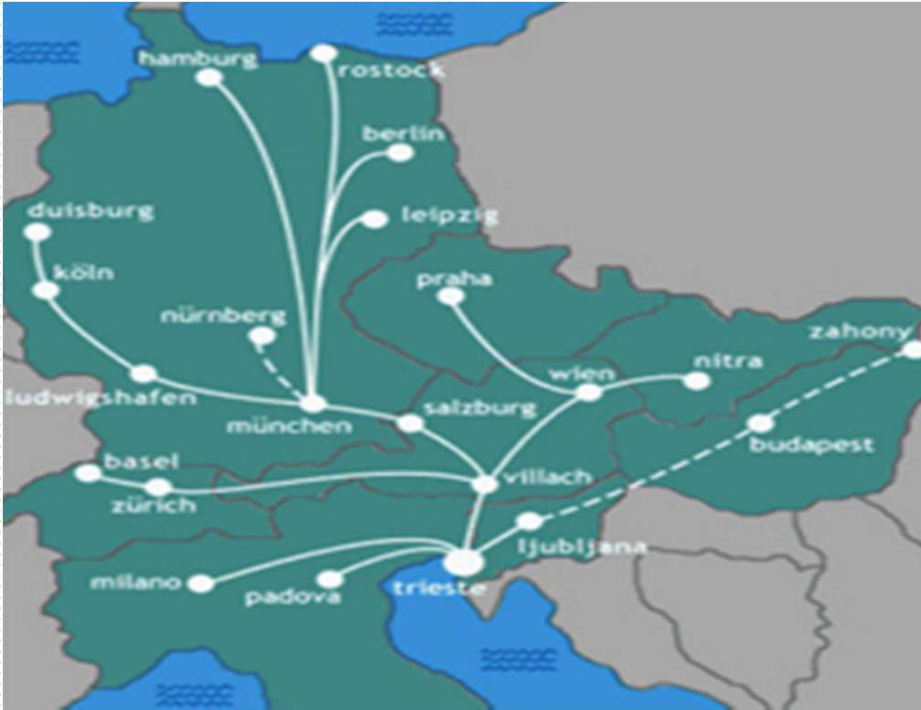 hamburg
rostock
berlin
duisburg
leipzig
köln
praha
nürnberg
zahony
nitra
wien
ludwigshafen
salzburg
münchen
budapest
basel
villach
zürich
ljubljana
milano
trieste
padova